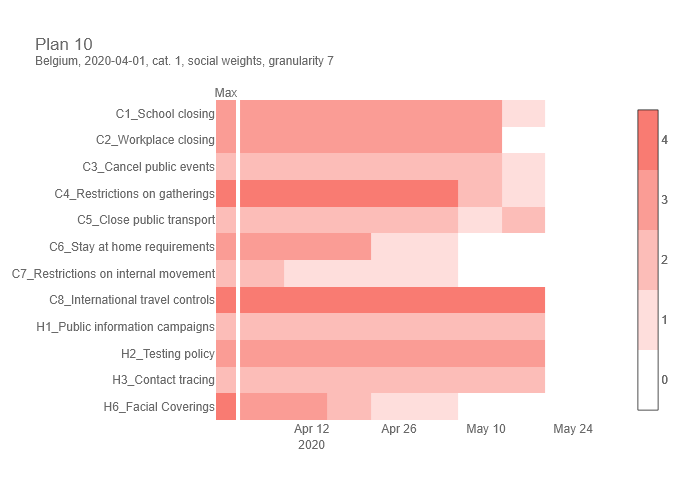 Plan 10
Belgium, 2020-04-01, cat. 1, social weights, granularity 7
Max
C1_School closing
C2_Workplace closing
C3_Cancel public events
C4_Restrictions on gatherings
C5_Close public transport
C6_Stay at home requirements
C7_Restrictions on internal movement
C8_International travel controls
H1_Public information campaigns
H2_Testing policy
H3_Contact tracing
H6_Facial Coverings
Apr 12
2020
Apr 26
May 10
May 24
4
3
2
1
0